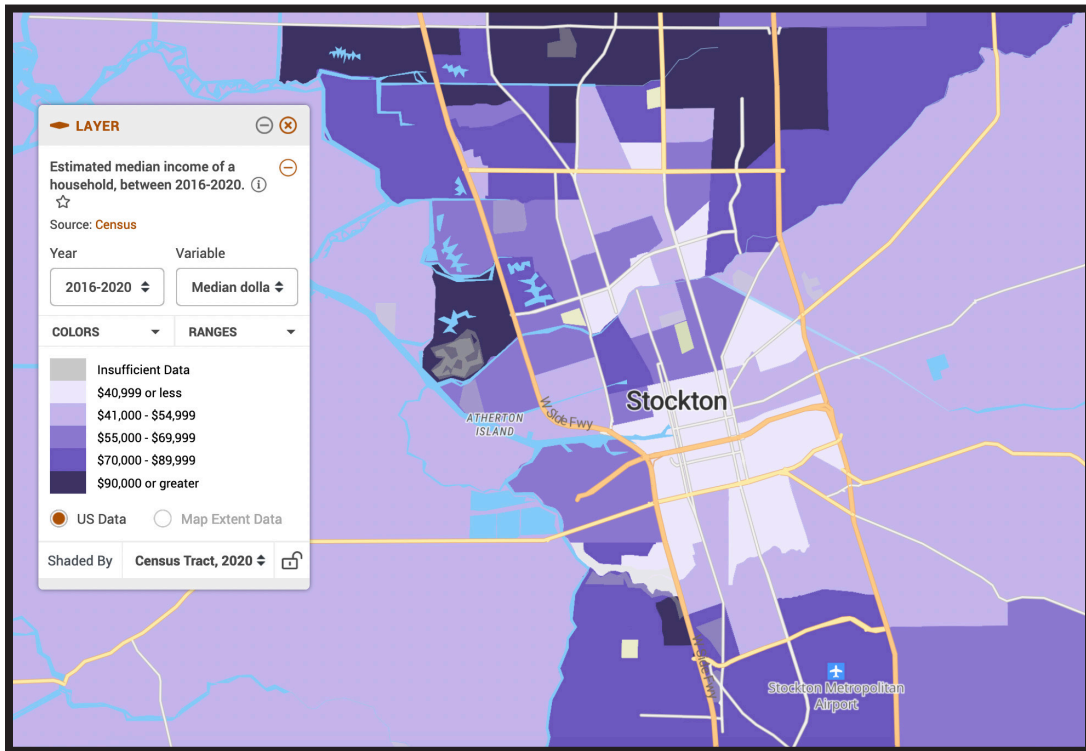 LAYER
Estimated median income of a
household, between 2016-2020.
Source: Census
Year
Variable
2016-2020
Median dolla
COLORS
RANGES
Insufficient Data
$40,999 or less
$41,000 - $54,999
$55,000 - $69,999
$70,000 - $89,999
$90,000 or greater
US Data
Map Extent Data
Shaded By
Census Tract, 2020
Stockton
ATHERTON
ISLAND
W Side Fwy
W Side Fwy
Stockton Metropolitan
Airport